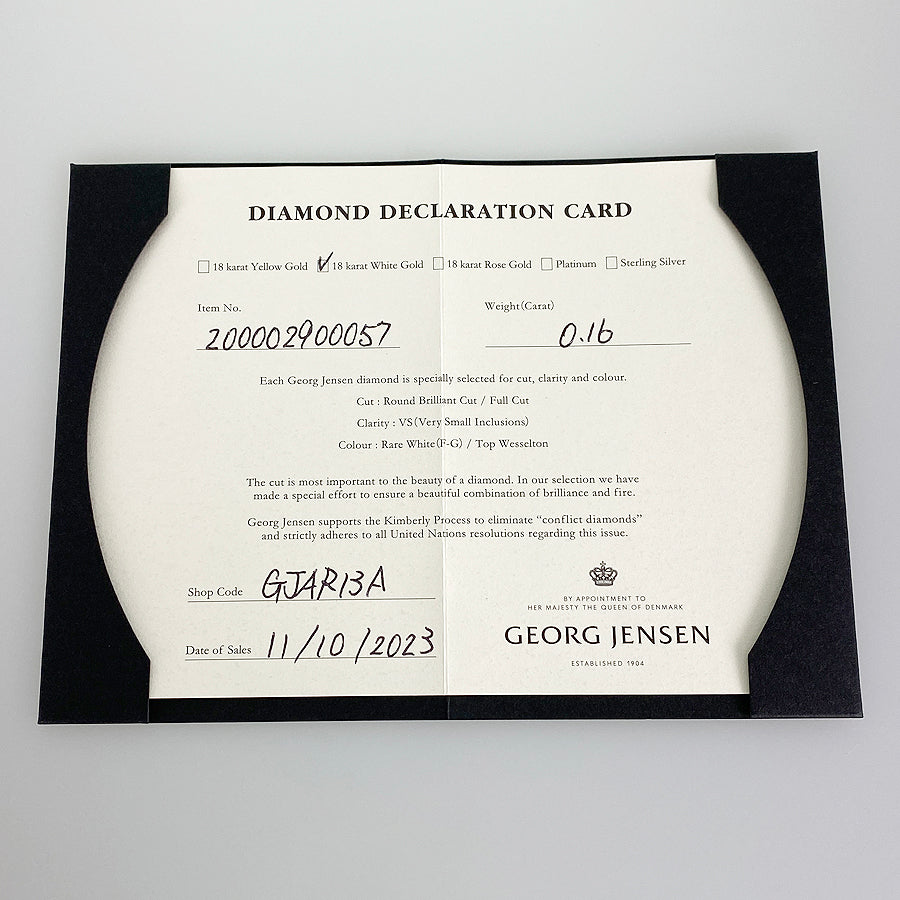 DIAMOND DECLARATION CARD
18 karat Yellow Gold 18 karat White Gold 18 karat Rose Gold Platinum Sterling Silver
Item No. Weight(Carat)
200002900057 0.16
Each Georg Jensen diamond is specially selected for cut, clarity and colour.
Cut : Round Brilliant Cut / Full Cut
Clarity : VS(Very Small Inclusions)
Colour : Rare White(F-G) / Top Wesselton
The cut is most important to the beauty of a diamond. In our selection we have
made a special effort to ensure a beautiful combination of brilliance and fire.
Georg Jensen supports the Kimberly Process to eliminate “conflict diamonds”
and strictly adheres to all United Nations resolutions regarding this issue.
Shop Code GJAR13A
Date of Sales 11/10/2023
BY APPOINTMENT TO
HER MAJESTY THE QUEEN OF DENMARK
GEORG JENSEN
ESTABLISHED 1904